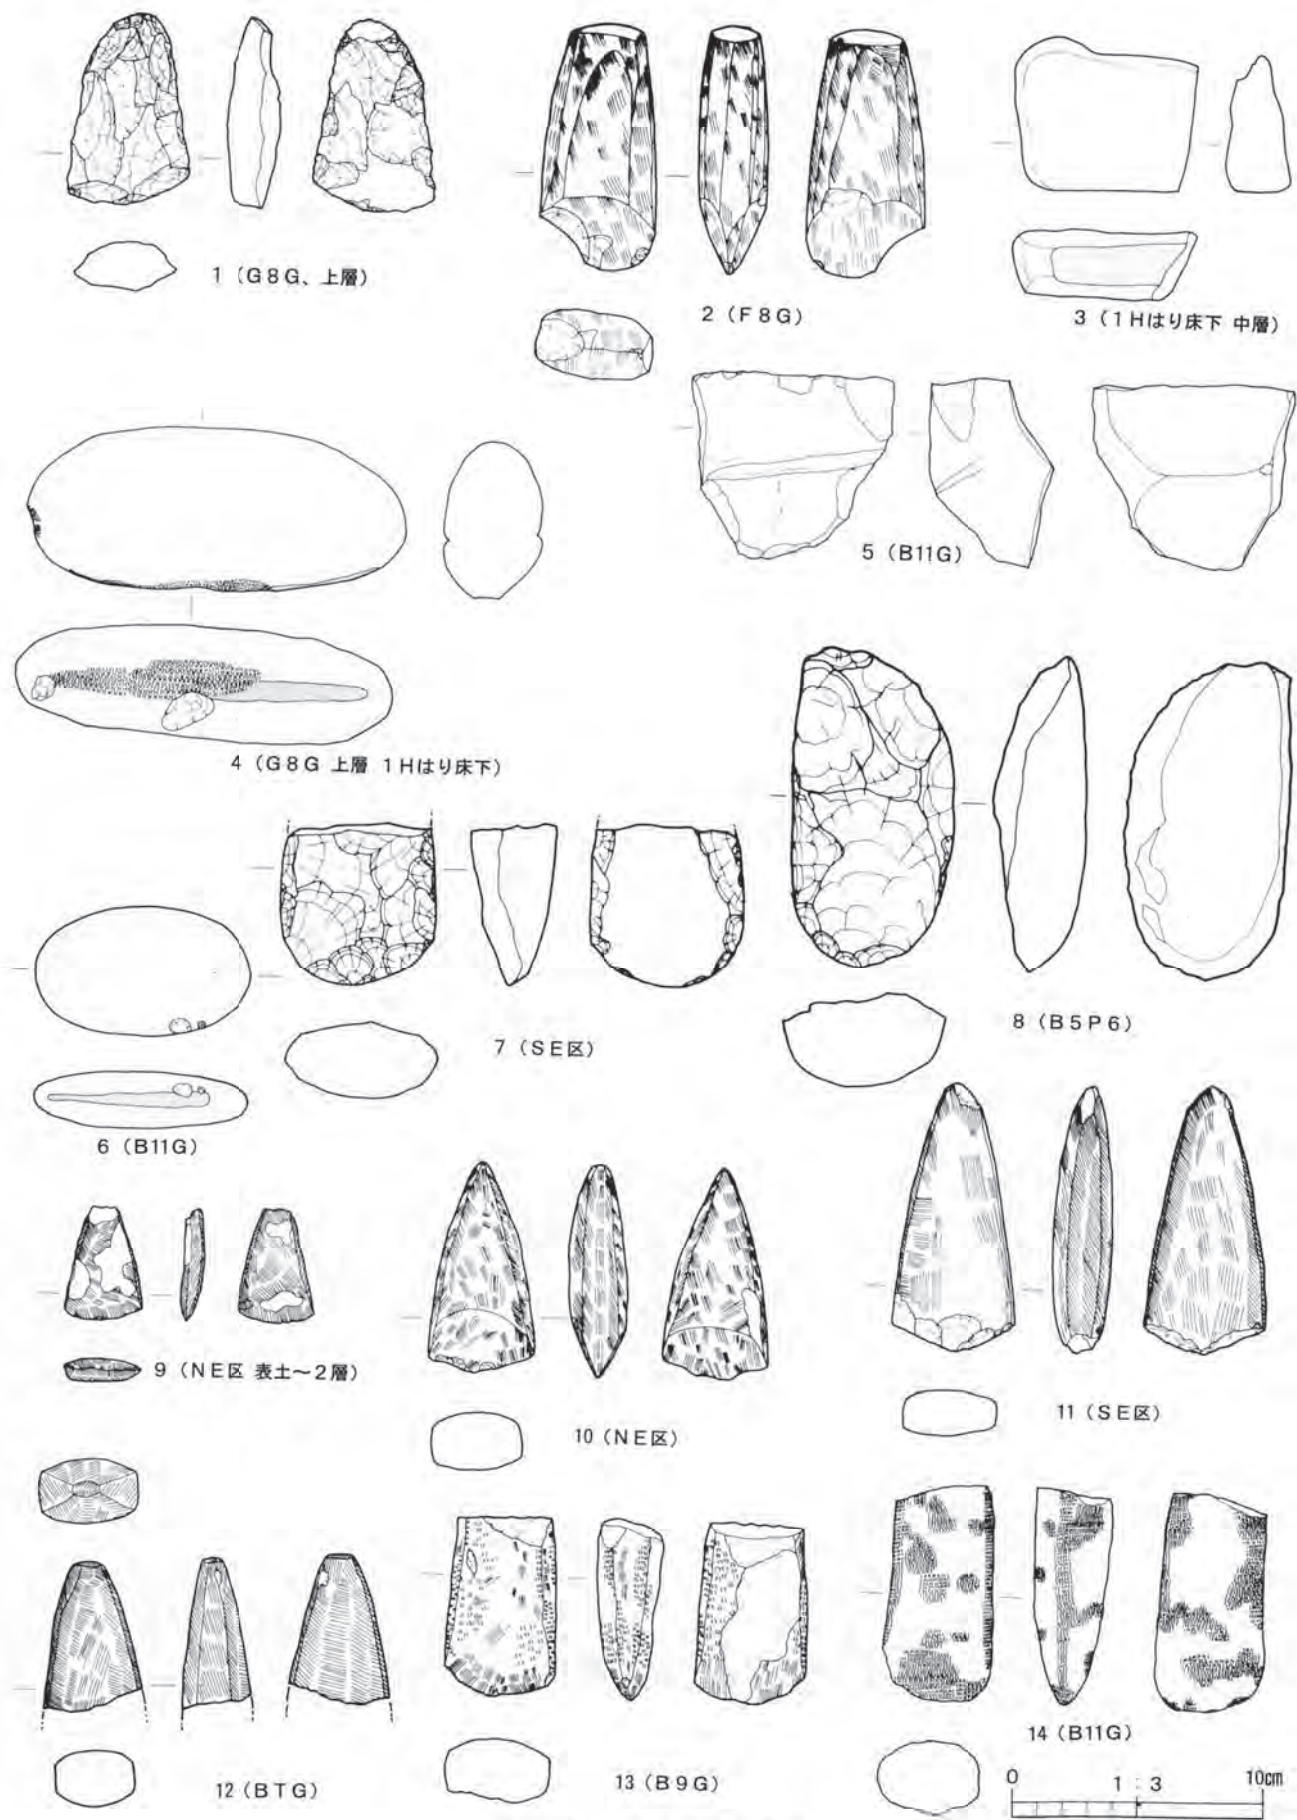 1 (G8G、上層)
2 (F8G)
3 (1Hはり床下 中層)
4 (G8G 上層 1Hはり床下)
5 (B11G)
6 (B11G)
7 (SE区)
8 (B5P6)
9 (NE区 表土～2層)
10 (NE区)
11 (SE区)
12 (BTG)
13 (B9G)
14 (B11G)
0 1:3 10cm